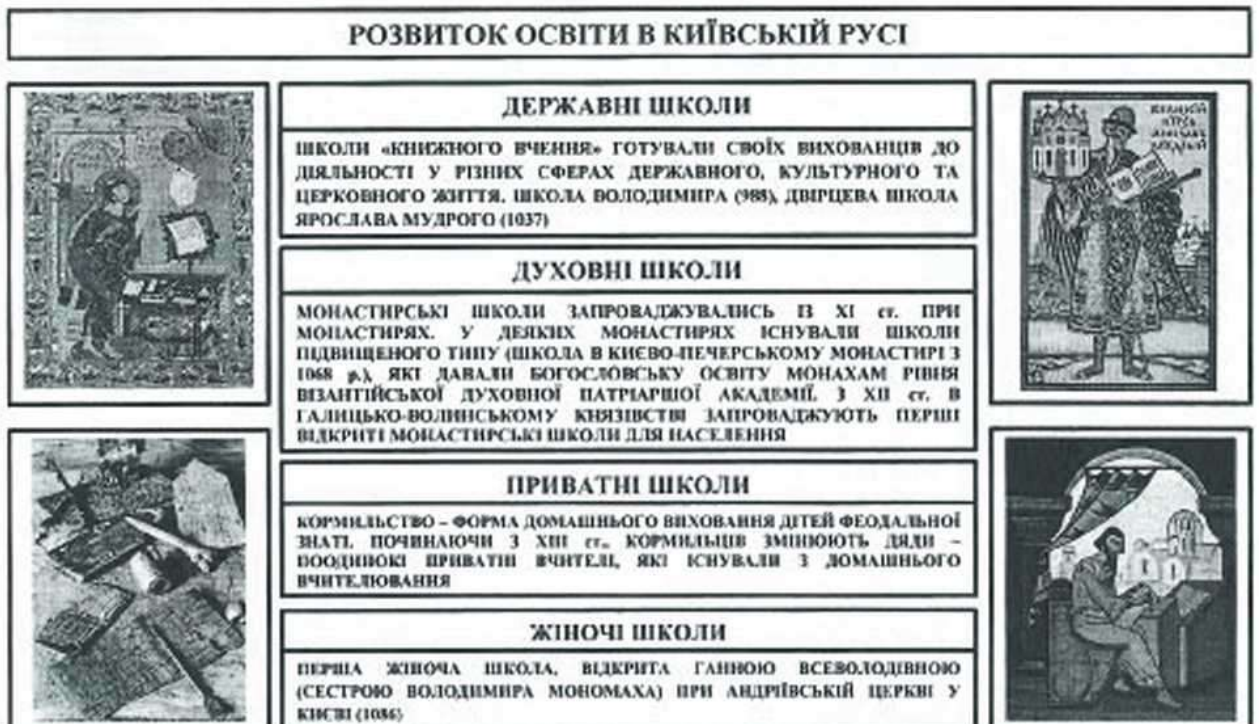 РОЗВИТОК ОСВІТИ В КИЇВСЬКІЙ РУСІ
ДЕРЖАВНІ ШКОЛИ
ШКОЛИ «КНИЖНОГО ВЧЕННЯ» ГОТУВАЛИ СВОЇХ ВИХОВАНЦІВ ДО
ДІЯЛЬНОСТІ У РІЗНИХ СФЕРАХ ДЕРЖАВНОГО, КУЛЬТУРНОГО ТА
ЦЕРКОВНОГО ЖИТТЯ. ШКОЛА ВОЛОДИМИРА (988), ДВІРЦЕВА ШКОЛА
ЯРОСЛАВА МУДРОГО (1037)
ДУХОВНІ ШКОЛИ
МОНАСТИРСЬКІ ШКОЛИ ЗАПРОВАДЖУВАЛИСЬ ІЗ XI ст. ПРИ
МОНАСТИРЯХ. У ДЕЯКИХ МОНАСТИРЯХ ІСНУВАЛИ ШКОЛИ
ПІДВИЩЕНОГО ТИПУ (ШКОЛА В КИЄВО-ПЕЧЕРСЬКОМУ МОНАСТИРІ З
1068 р.), ЯКІ ДАВАЛИ БОГОСЛОВСЬКУ ОСВІТУ МОНАХАМ РІВНЯ
ВІЗАНТІЙСЬКОЇ ДУХОВНОЇ ПАТРІАРШОЇ АКАДЕМІЇ. З XII ст. В
ГАЛИЦЬКО-ВОЛИНСЬКОМУ КНЯЗІВСТВІ ЗАПРОВАДЖУЮТЬ ПЕРШІ
ВІДКРИТІ МОНАСТИРСЬКІ ШКОЛИ ДЛЯ НАСЕЛЕННЯ
ПРИВАТНІ ШКОЛИ
КОРМИЛЬСТВО – ФОРМА ДОМАШНЬОГО ВИХОВАННЯ ДІТЕЙ ФЕОДАЛЬНОЇ
ЗНАТІ. ПОЧИНАЮЧИ З XIII ст., КОРМИЛЬЦІВ ЗМІНЮЮТЬ ДЯДИ –
ПООДИНОКІ ПРИВАТНІ ВЧИТЕЛІ, ЯКІ ІСНУВАЛИ З ДОМАШНЬОГО
ВЧИТЕЛЮВАННЯ
ЖІНОЧІ ШКОЛИ
ПЕРША ЖІНОЧА ШКОЛА, ВІДКРИТА ГАННОЮ ВСЕВОЛОДІВНОЮ
(СЕСТРОЮ ВОЛОДИМИРА МОНОМАХА) ПРИ АНДРІЇВСЬКІЙ ЦЕРКВІ У
КИЄВІ (1086)